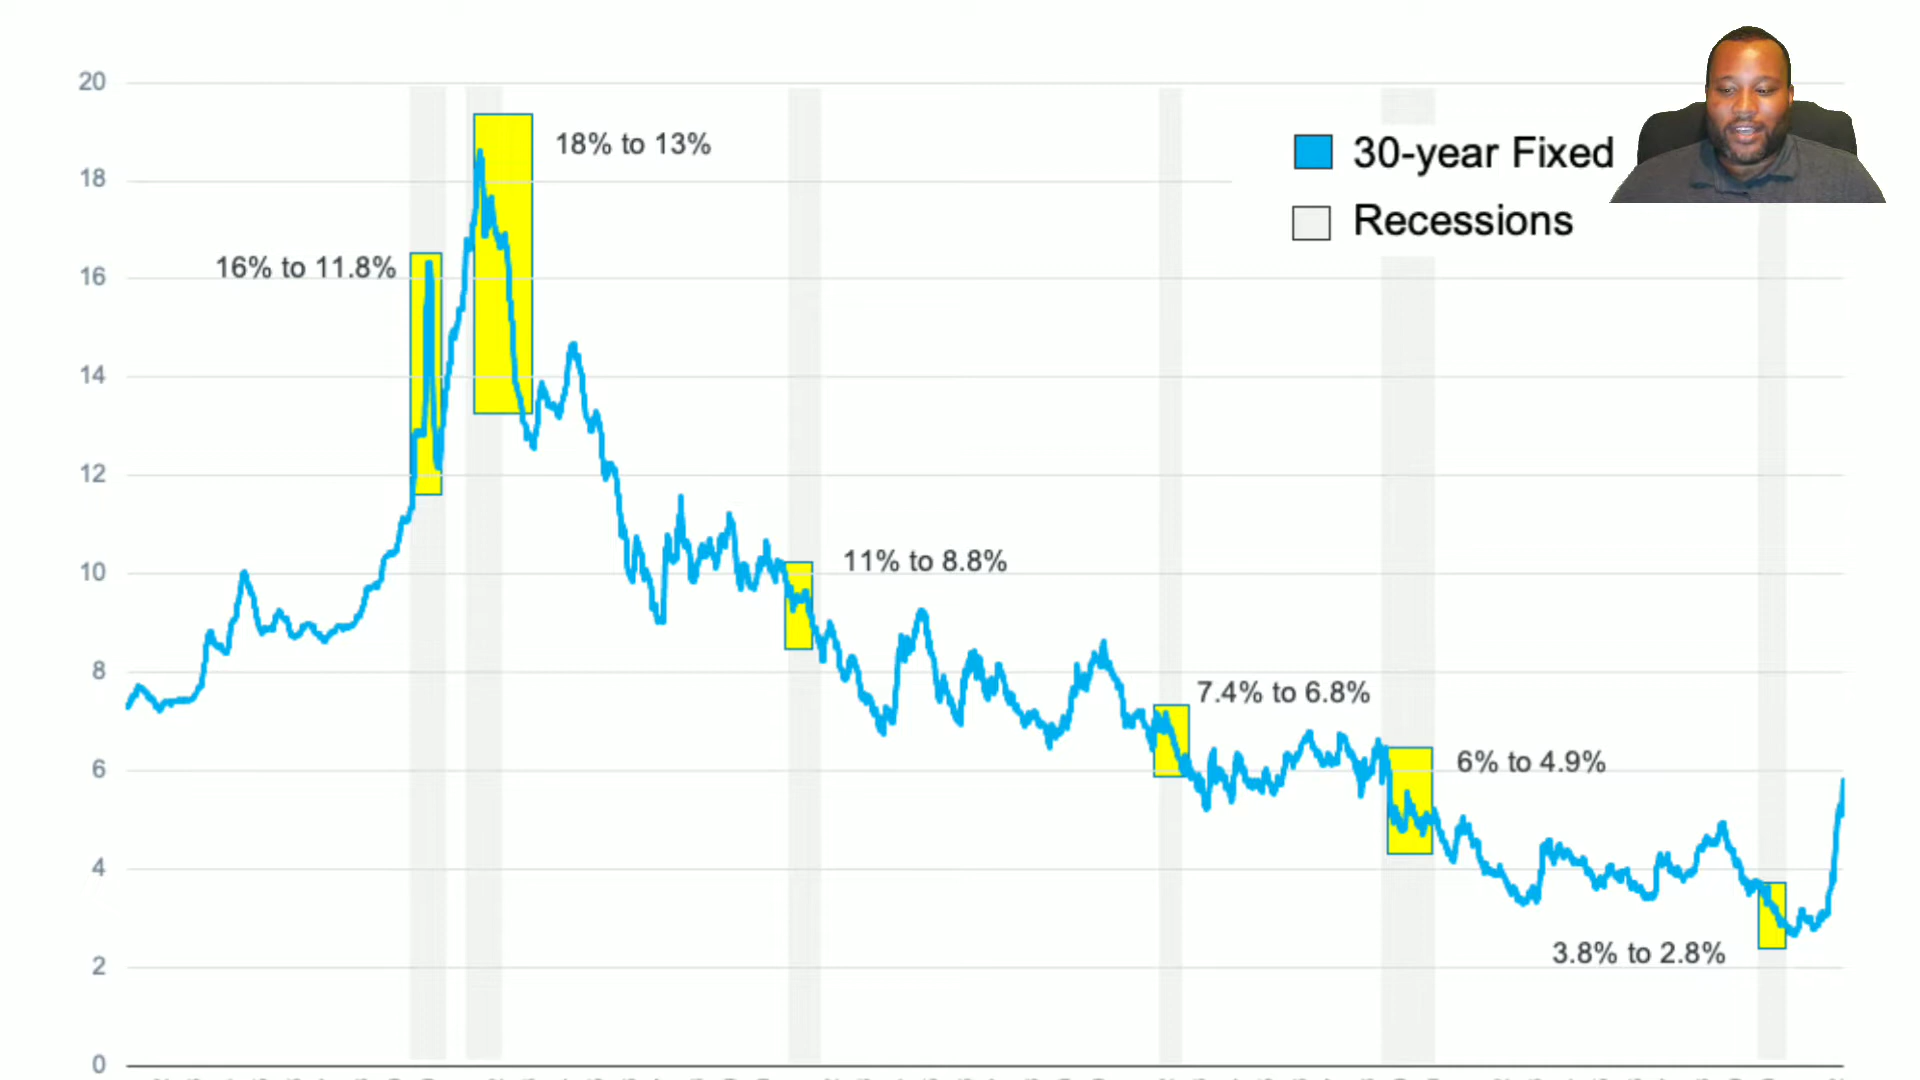 20
18% to 13%
30-year Fixed
18
Recessions
16% to 11.8%
16
14
12
11% to 8.8%
10
8
7.4% to 6.8%
6
6% to 4.9%
4
3.8% to 2.8%
2
0